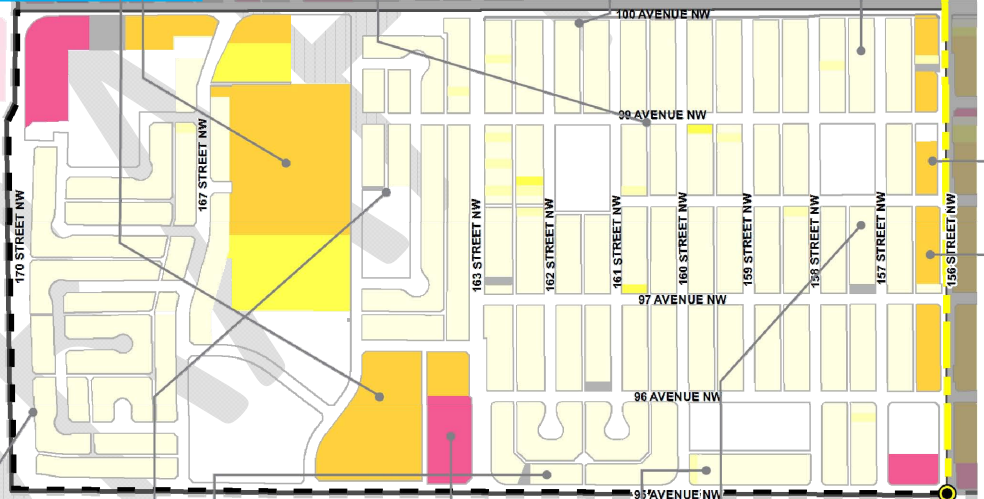 100 AVENUE NW
99 AVENUE NW
167 STREET NW
170 STREET NW
163 STREET NW
162 STREET NW
161 STREET NW
160 STREET NW
159 STREET NW
158 STREET NW
157 STREET NW
156 STREET NW
97 AVENUE NW
96 AVENUE NW
95 AVENUE NW